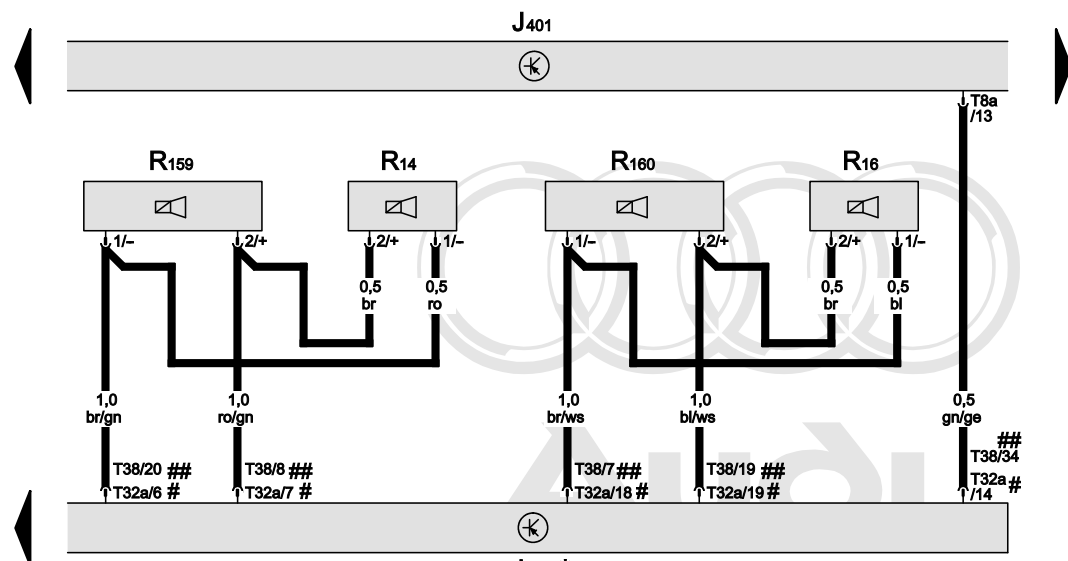 J401
T8a
/13
R159 R14 R160 R16
1/– 2/+ 2/+ 1/– 1/– 2/+ 2/+ 1/–
0,5 0,5 0,5 0,5
br ro br bl
1,0 1,0 1,0 1,0 0,5
br/gn ro/gn br/ws bl/ws gn/ge
##
T38/34
T38/20 ## T38/8 ## T38/7 ## T38/19 ##
T32a/6 # T32a/7 # T32a/18 # T32a/19 # T32a #
/14
Audi